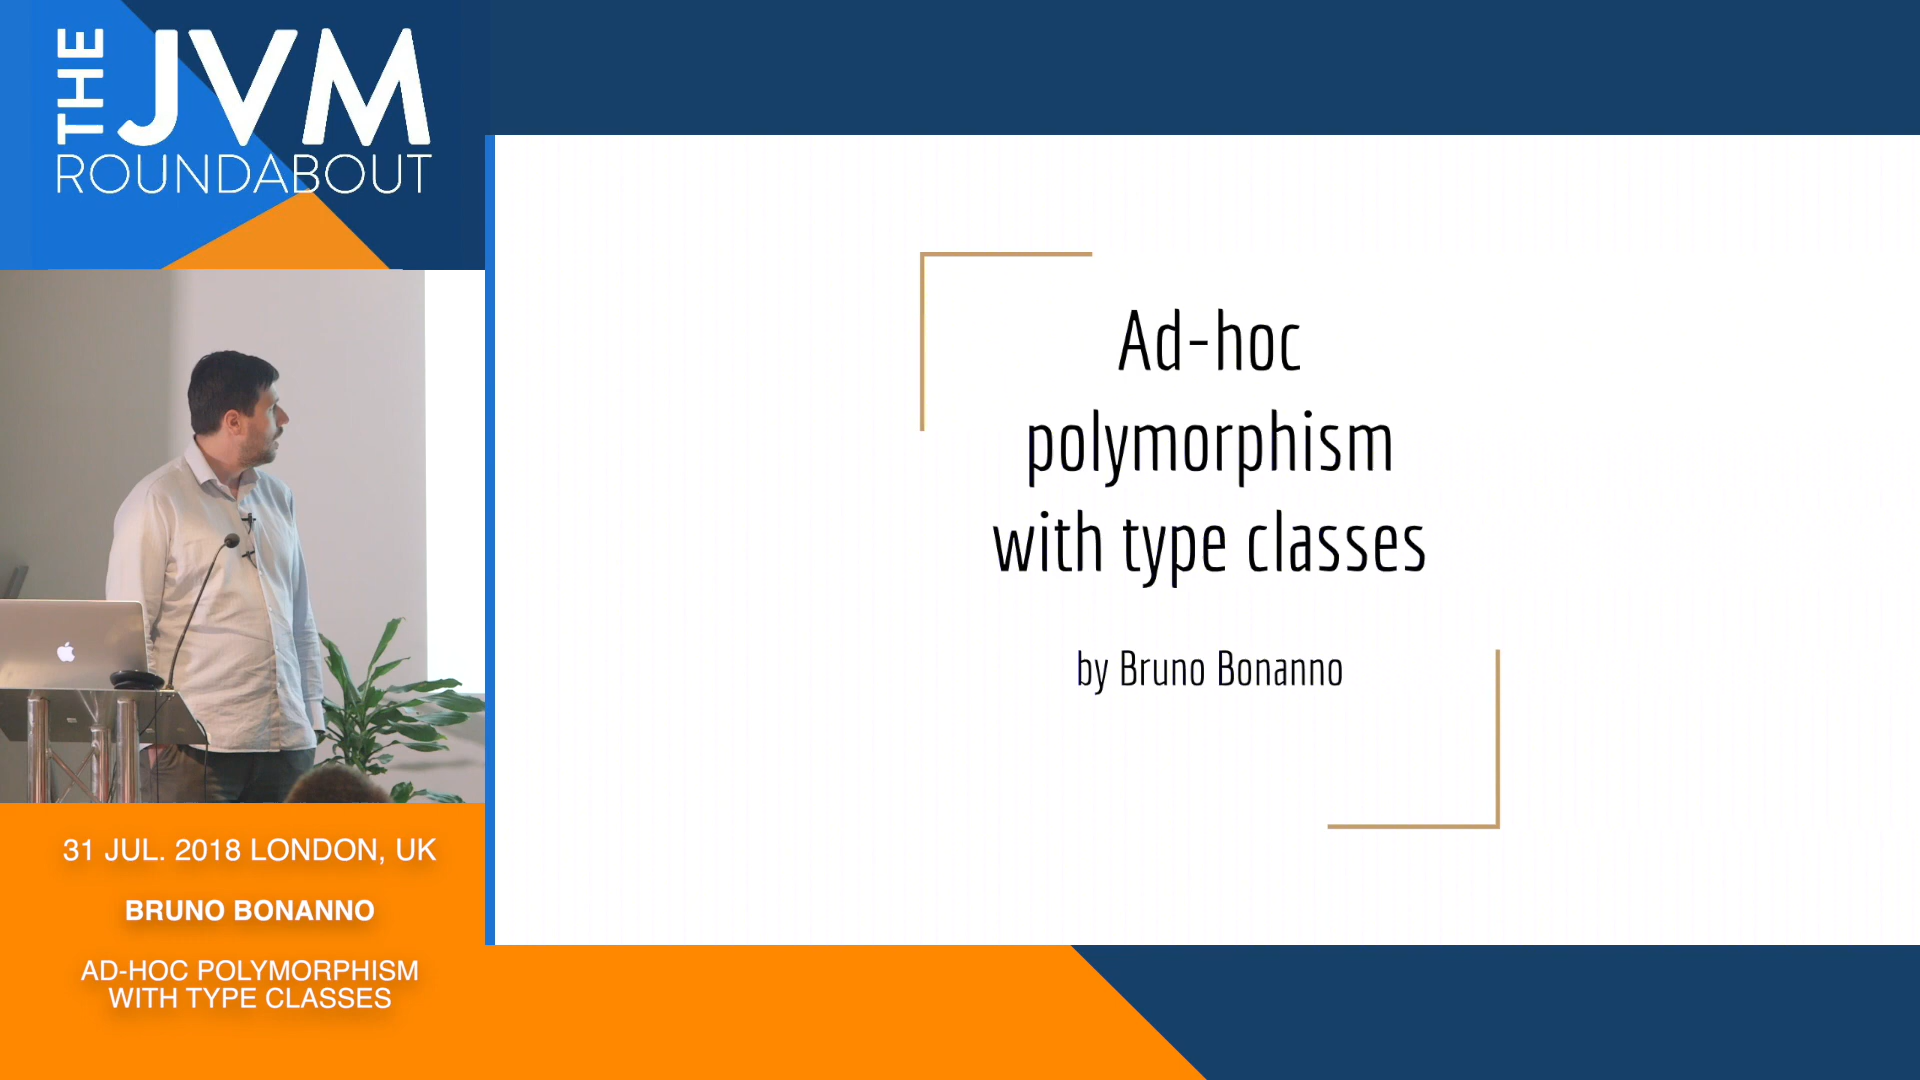 THE JVM
ROUNDABOUT
Ad-hoc
polymorphism
with type classes
by Bruno Bonanno
31 JUL. 2018 LONDON, UK
BRUNO BONANNO
AD-HOC POLYMORPHISM
WITH TYPE CLASSES